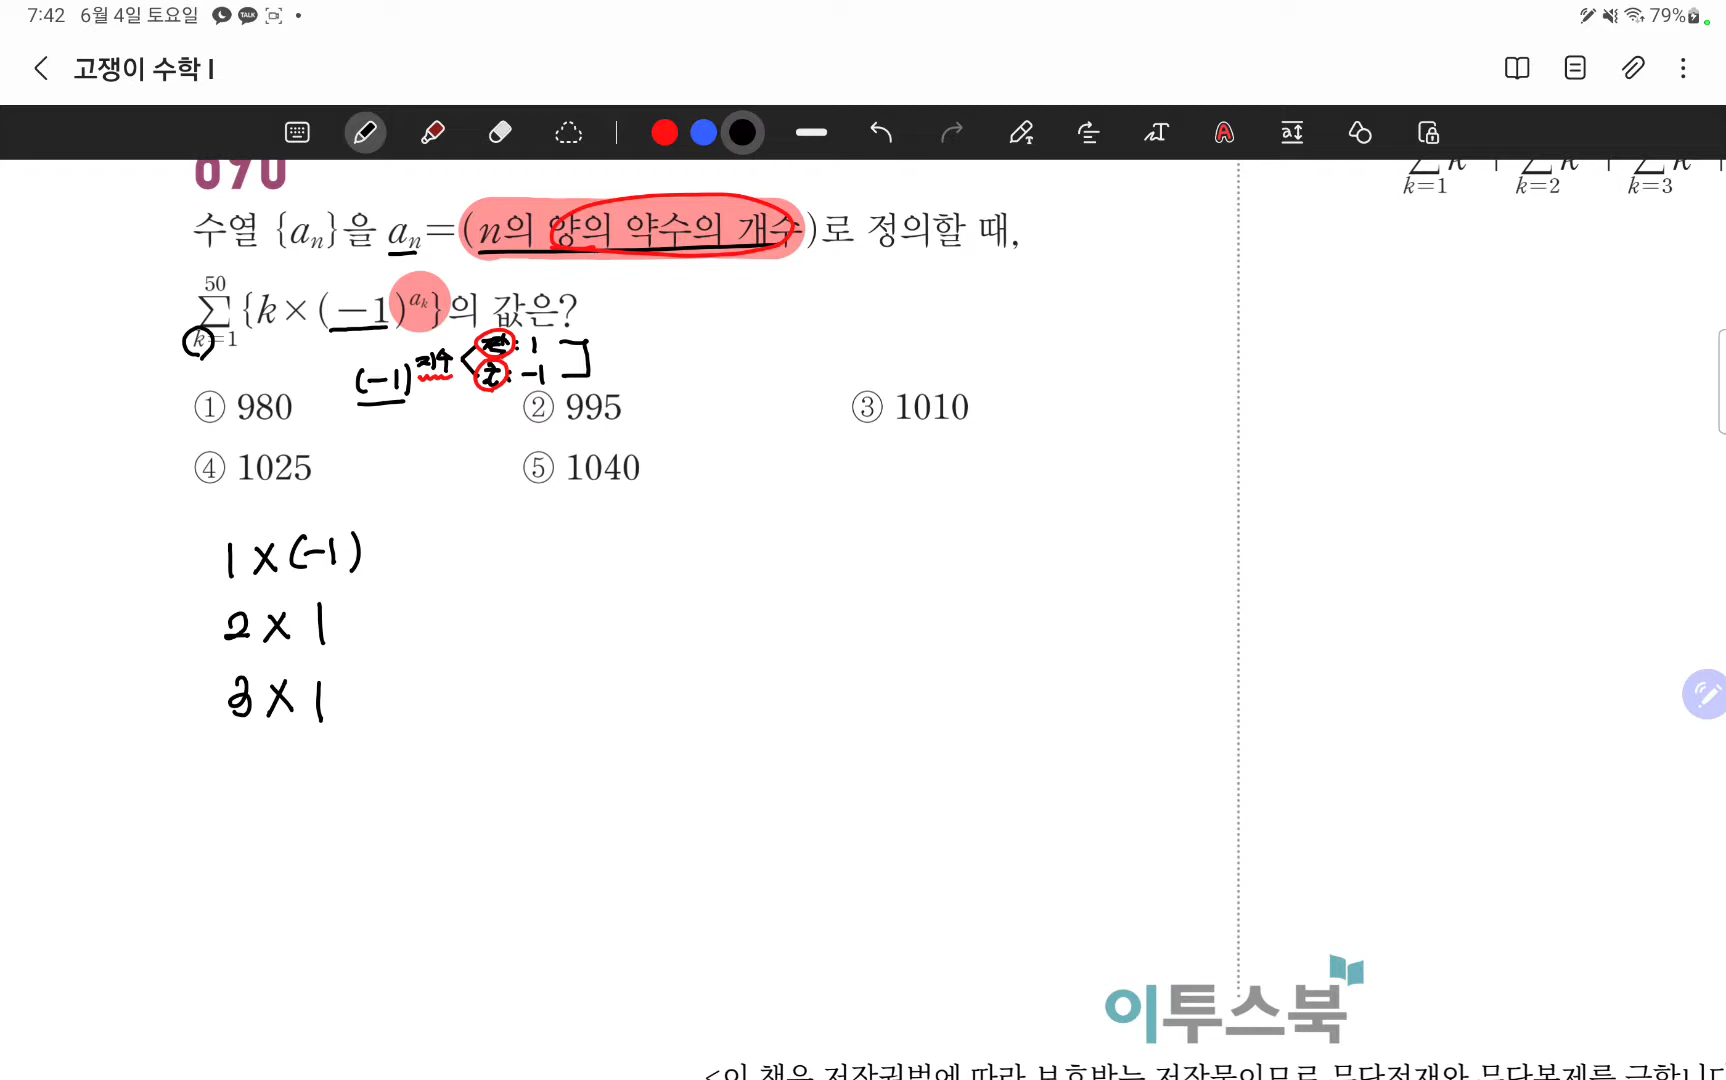 7:42 6월 4일 토요일 TALK 79%
고쟁이 수학 I
690
수열 {aₙ}을 aₙ=(n의 양의 약수의 개수)로 정의할 때,
50
∑ {k×(−1)^{a_k}}의 값은?
k=1
짝: 1
(−1)^지수
홀: −1
① 980 ② 995 ③ 1010
④ 1025 ⑤ 1040
1×(−1)
2×1
3×1
∑k + ∑k + ∑k
k=1 k=2 k=3
이투스북
<이 책은 저작권법에 따라 보호받는 저작물이므로 무단전재와 무단복제를 금합니다